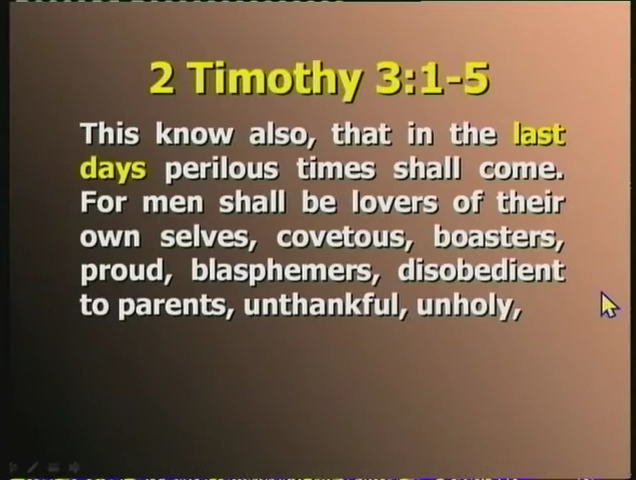 2 Timothy 3:1-5
This know also, that in the last
days perilous times shall come.
For men shall be lovers of their
own selves, covetous, boasters,
proud, blasphemers, disobedient
to parents, unthankful, unholy,